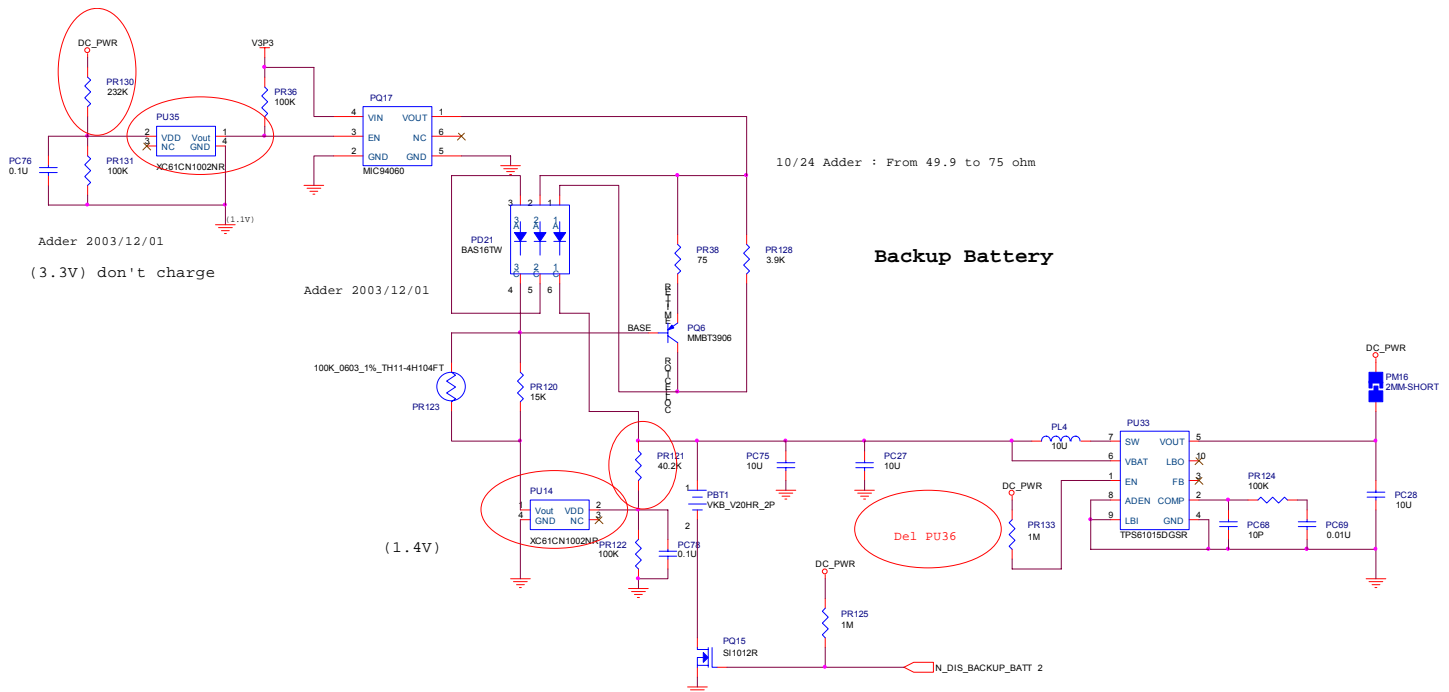 DC_PWR
PR130
232K
PU35
2 VDD Vout 1
3 NC GND 4
XC61CN1002NR
PC76
0.1U
PR131
100K
(1.1V)
Adder 2003/12/01
(3.3V) don't charge
V3P3
PR36
100K
PQ17
4 VIN VOUT 1
3 EN NC 6
2 GND GND 5
MIC94060
10/24 Adder : From 49.9 to 75 ohm
3 2 1
3A 2A 1A
PD21
BAS16TW
3C 2C 1C
4 5 6
Adder 2003/12/01
PR38
75
PR128
3.9K
Backup Battery
BASE
PQ6
MMBT3906
100K_0603_1%_TH11-4H104FT
PR123
PR120
15K
PR121
40.2K
PU14
1 Vout VDD 2
4 GND NC 3
XC61CN1002NR
(1.4V)
PR122
100K
PC78
0.1U
1
PBT1
VKB_V20HR_2P
2
PC75
10U
PC27
10U
PL4
10U
DC_PWR
PM16
2MM-SHORT
PU33
7 SW VOUT 5
6 VBAT LBO 10
1 EN FB 3
8 ADEN COMP 2
9 LBI GND 4
TPS61015DGSR
PR124
100K
PC68
10P
PC69
0.01U
PC28
10U
DC_PWR
PR133
1M
Del PU36
DC_PWR
PR125
1M
PQ15
SI1012R
N_DIS_BACKUP_BATT 2